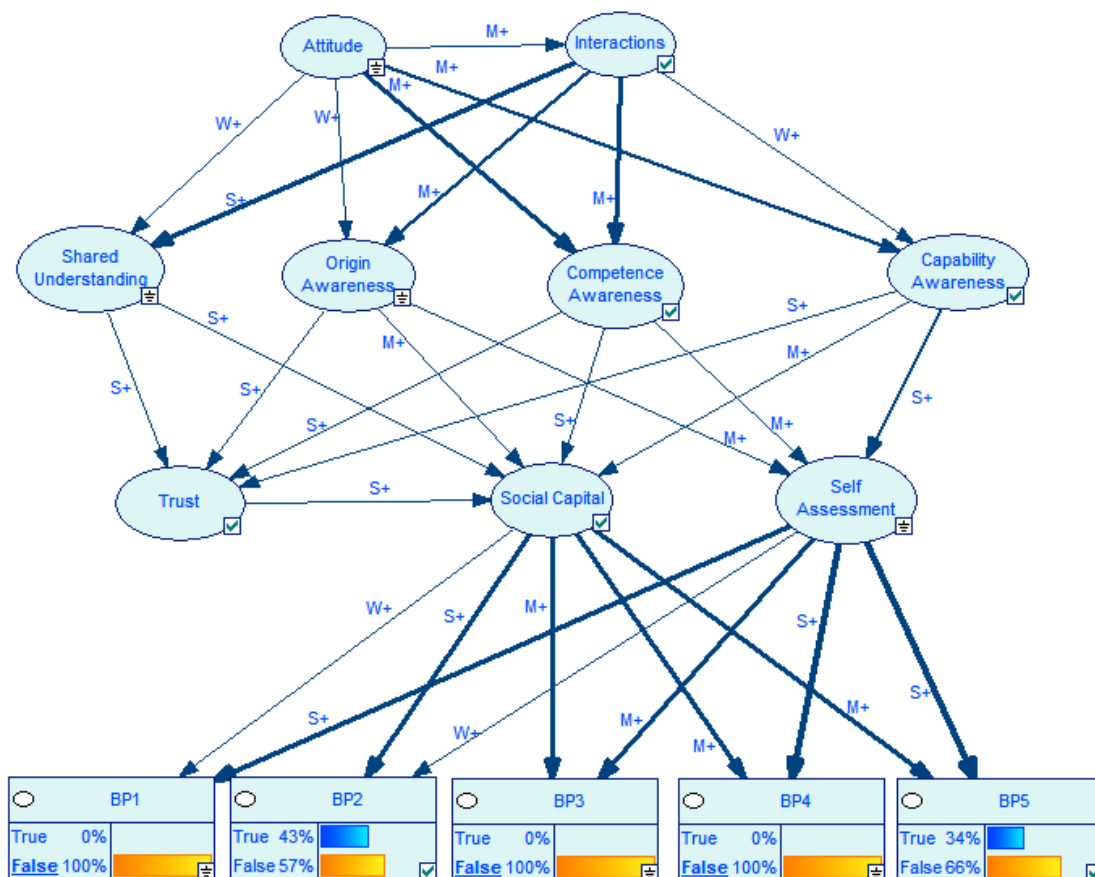 Attitude
M+
Interactions
M+
M+
W+
W+
W+
S+
M+
M+
Shared
Understanding
Origin
Awareness
Competence
Awareness
Capability
Awareness
S+
M+
S+
M+
S+
S+
S+
S+
M+
M+
S+
Trust
S+
Social Capital
Self
Assessment
W+
S+
M+
S+
S+
M+
W+
M+
M+
S+
M+
BP1
True 0%
False 100%
BP2
True 43%
False 57%
BP3
True 0%
False 100%
BP4
True 0%
False 100%
BP5
True 34%
False 66%